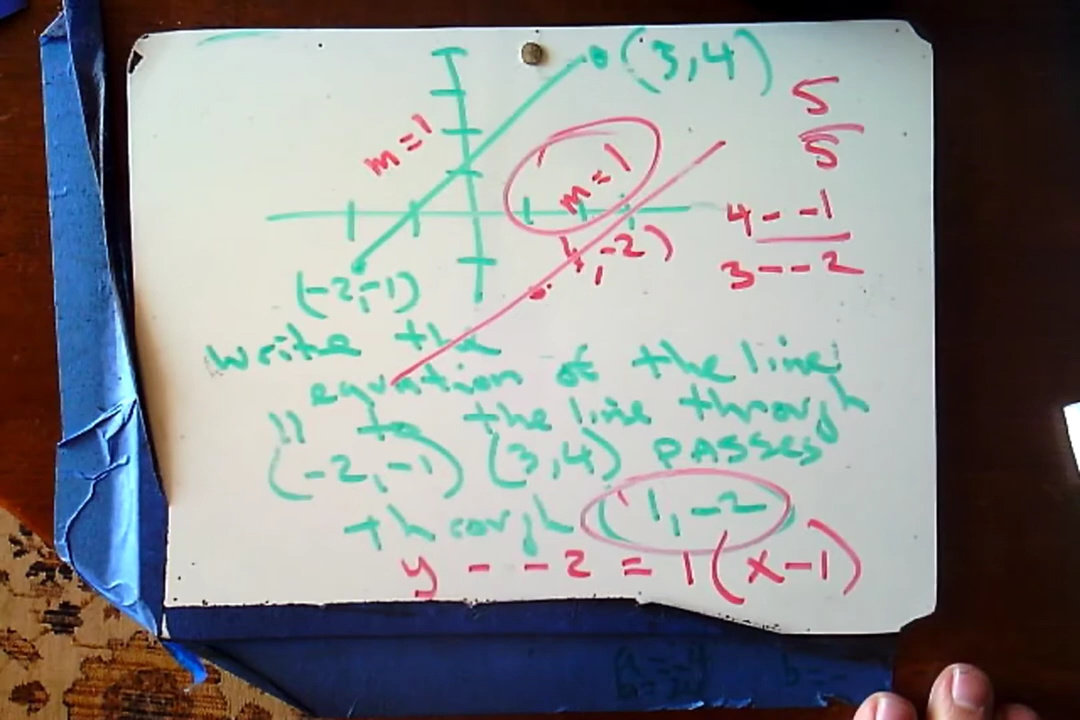 (3,4)
m=1
5
5
m=1
4--1
3--2
(1,-2)
(-2,-1)
write the
equation of the line
|| to the line through
(-2,-1) (3,4) PASSES
through (1,-2)
y--2=1(x-1)